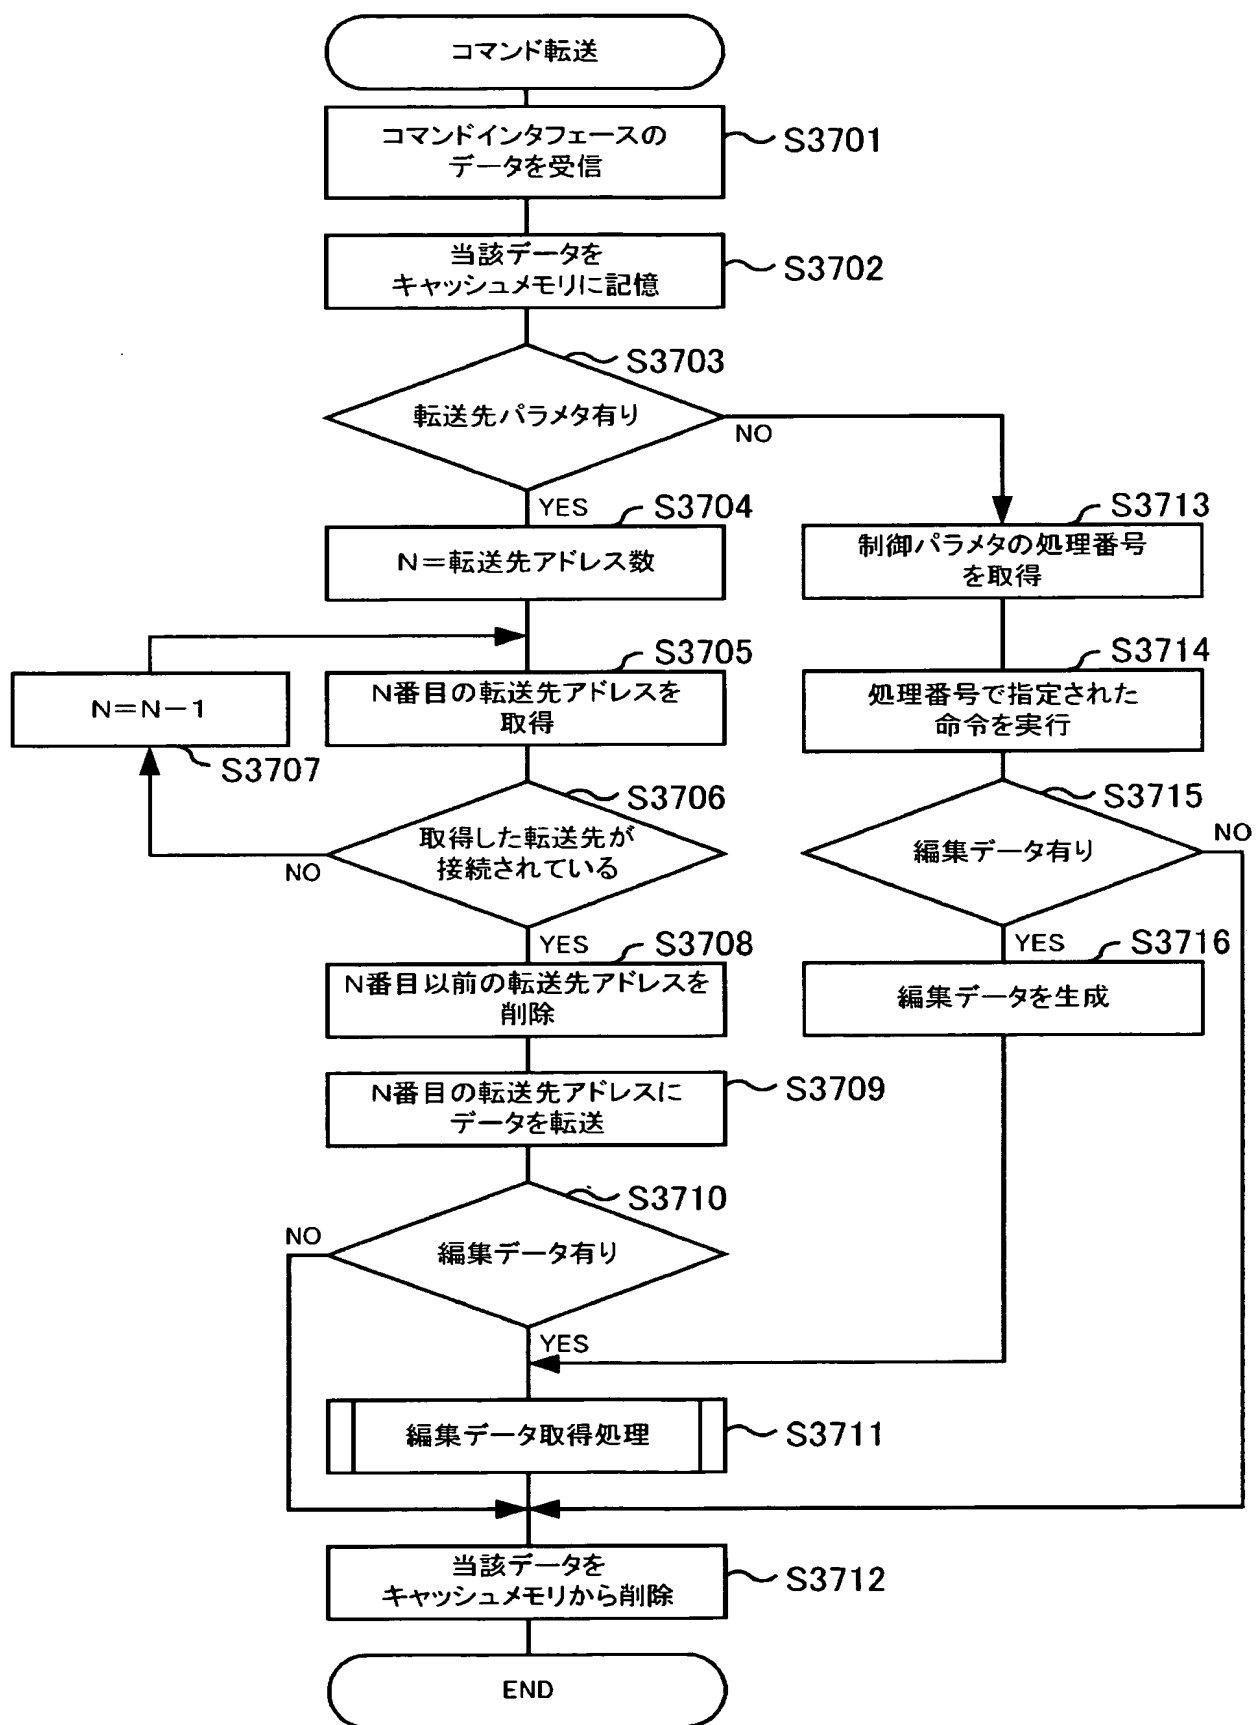 コマンド転送
コマンドインタフェースの
データを受信
S3701
当該データを
キャッシュメモリに記憶
S3702
S3703
転送先パラメタ有り
NO
YES
S3704
N=転送先アドレス数
S3713
制御パラメタの処理番号
を取得
S3705
N番目の転送先アドレスを
取得
N=N-1
S3707
S3714
処理番号で指定された
命令を実行
S3706
取得した転送先が
接続されている
NO
YES
S3715
編集データ有り
NO
YES
S3708
N番目以前の転送先アドレスを
削除
S3716
編集データを生成
N番目の転送先アドレスに
データを転送
S3709
S3710
編集データ有り
NO
YES
編集データ取得処理
S3711
当該データを
キャッシュメモリから削除
S3712
END